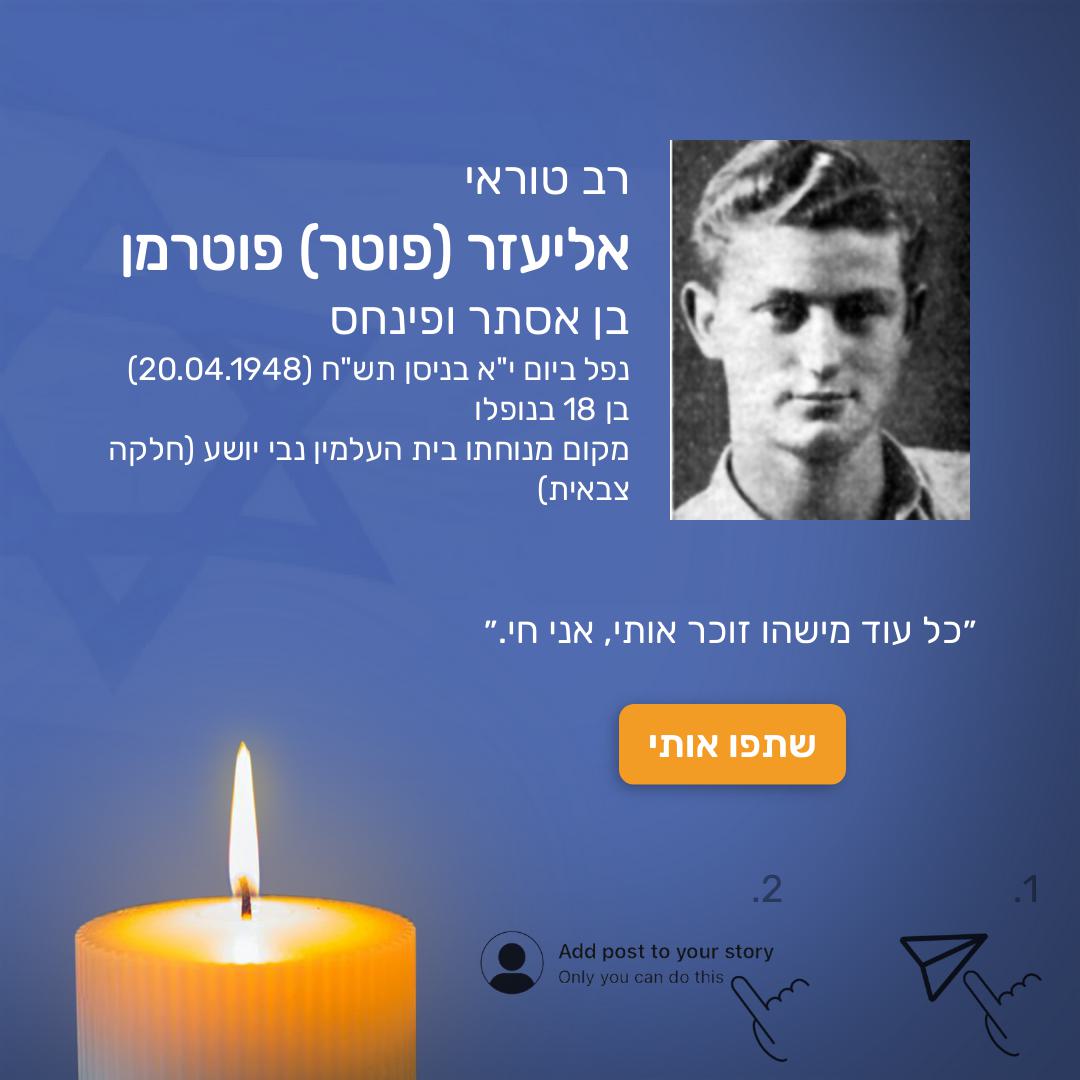 רב טוראי
אליעזר (פוטר) פוטרמן
בן אסתר ופינחס
נפל ביום י"א בניסן תש"ח (20.04.1948)
בן 18 בנופלו
מקום מנוחתו בית העלמין נבי יושע (חלקה
צבאית)
״כל עוד מישהו זוכר אותי, אני חי.״
שתפו אותי
1.
2.
Add post to your story
Only you can do this